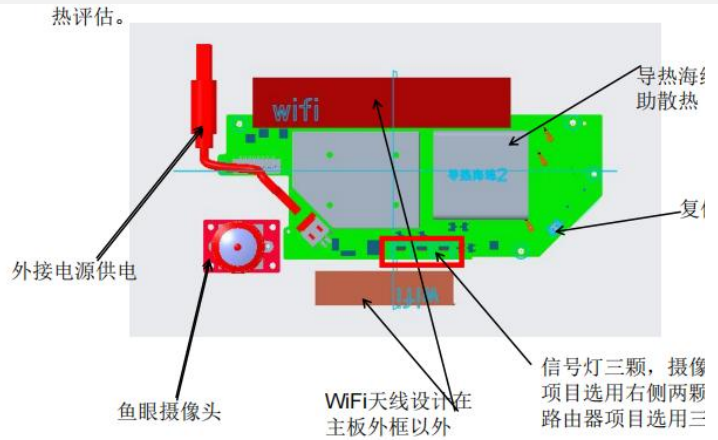 热评估。
wifi
导热海绵
助散热
导热海绵2
复位
外接电源供电
wifi
鱼眼摄像头
WiFi天线设计在
主板外框以外
信号灯三颗，摄像
项目选用右侧两颗
路由器项目选用三